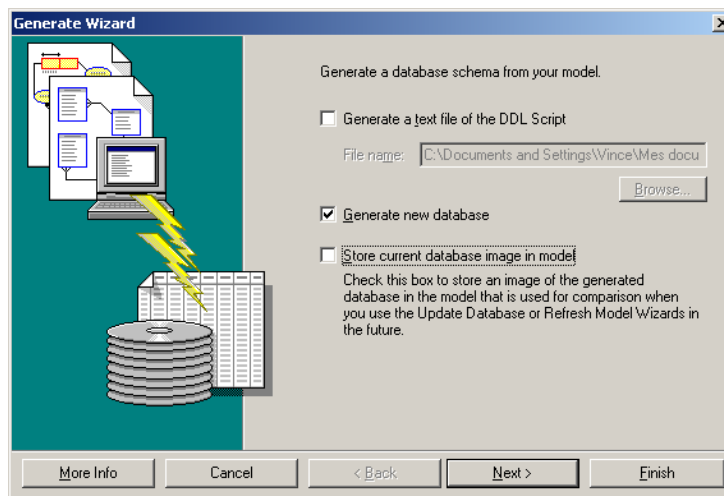 Generate Wizard
Generate a database schema from your model.
Generate a text file of the DDL Script
File name: C:\Documents and Settings\Vince\Mes docu
Browse...
Generate new database
Store current database image in model
Check this box to store an image of the generated
database in the model that is used for comparison when
you use the Update Database or Refresh Model Wizards in
the future.
More Info Cancel < Back Next > Finish